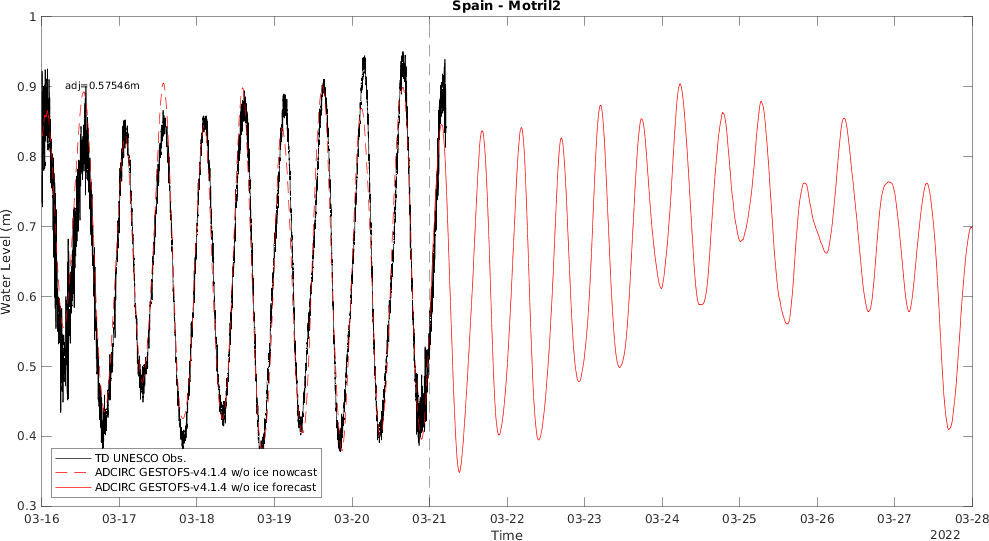 Spain - Motril2
1
0.9
0.8
0.7
0.6
0.5
0.4
0.3
Water Level (m)
adj=0.57546m
TD UNESCO Obs.
ADCIRC GESTOFS-v4.1.4 w/o ice nowcast
ADCIRC GESTOFS-v4.1.4 w/o ice forecast
03-16 03-17 03-18 03-19 03-20 03-21 03-22 03-23 03-24 03-25 03-26 03-27 03-28
Time
2022